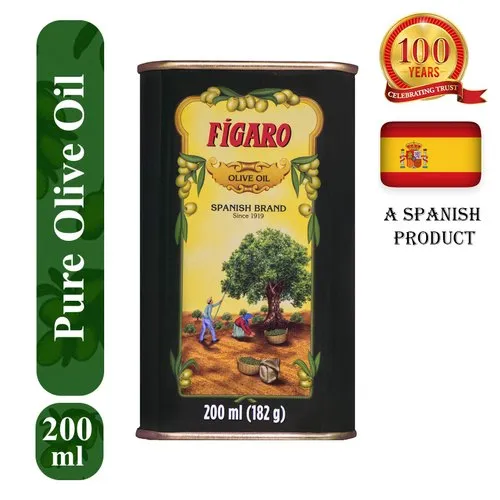 Pure Olive Oil
200
ml
FÍGARO
OLIVE OIL
SPANISH BRAND
Since 1919
200 ml (182 g)
100
YEARS
CELEBRATING TRUST
A SPANISH
PRODUCT